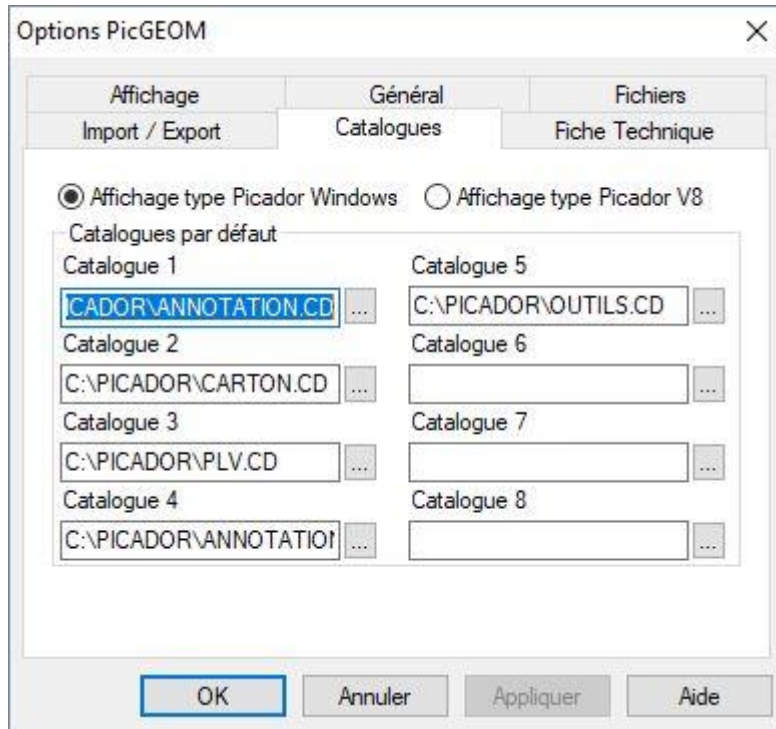 Options PicGEOM
Affichage Général Fichiers
Import / Export Catalogues Fiche Technique
Affichage type Picador Windows Affichage type Picador V8
Catalogues par défaut
Catalogue 1 Catalogue 5
ICADOR\ANNOTATION.CD ... C:\PICADOR\OUTILS.CD ...
Catalogue 2 Catalogue 6
C:\PICADOR\CARTON.CD ... ...
Catalogue 3 Catalogue 7
C:\PICADOR\PLV.CD ... ...
Catalogue 4 Catalogue 8
C:\PICADOR\ANNOTATION ... ...
OK Annuler Appliquer Aide